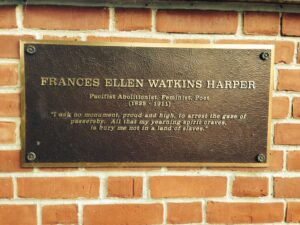 FRANCES ELLEN WATKINS HARPER
Pacifist Abolitionist, Feminist, Poet
(1825 - 1911)
"I ask no monument, proud and high, to arrest the gaze of
passersby. All that my yearning spirit craves,
is bury me not in a land of slaves."